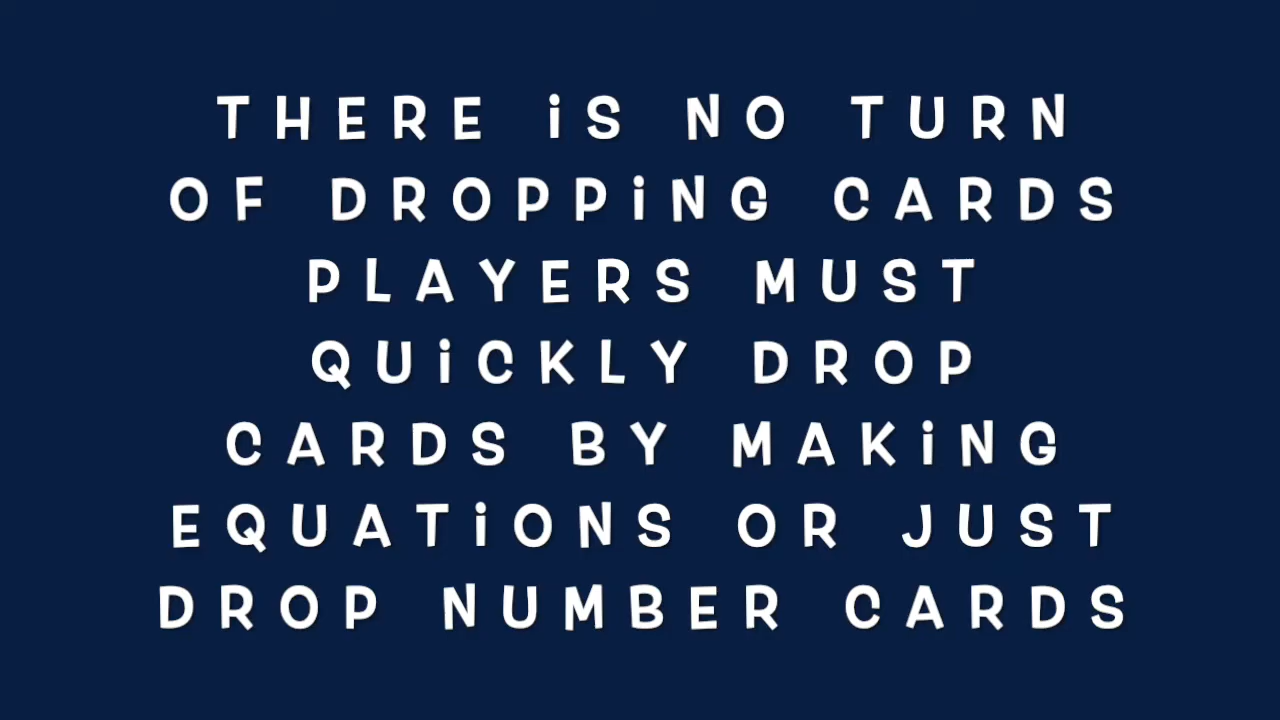 THERE iS NO TURN
OF DROPPiNG CARDS
PLAYERS MUST
QUiCKLY DROP
CARDS BY MAKiNG
EQUATiONS OR JUST
DROP NUMBER CARDS